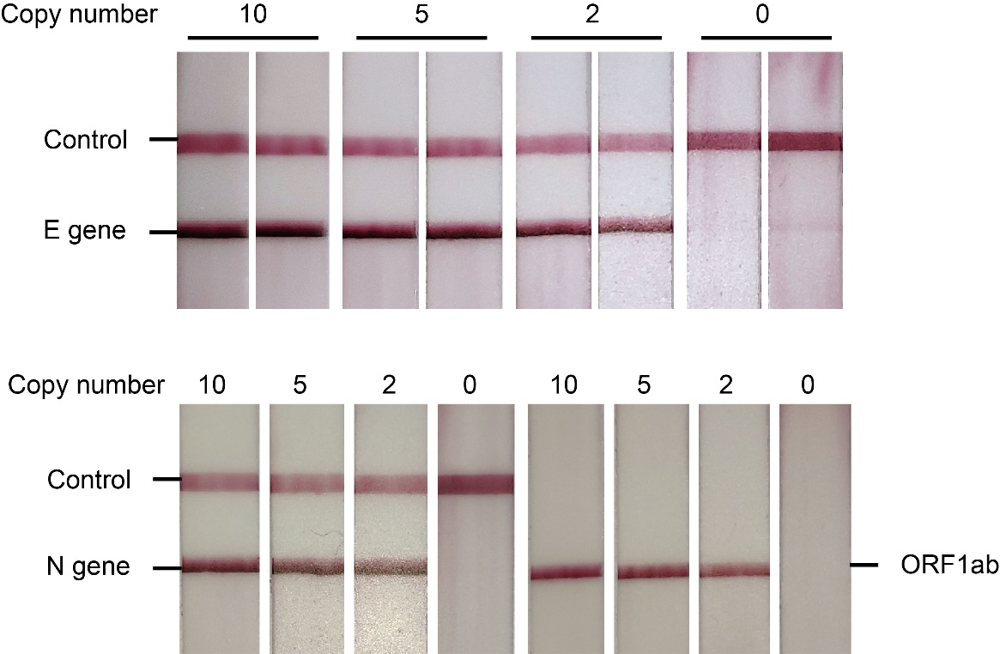 Copy number 10 5 2 0
Control
E gene
Copy number 10 5 2 0 10 5 2 0
Control
N gene ORF1ab